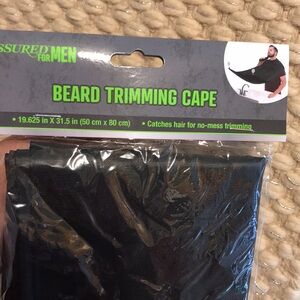 SSURED
FOR MEN
BEARD TRIMMING CAPE
• 19.625 in X 31.5 in (50 cm x 80 cm) • Catches hair for no-mess trimming